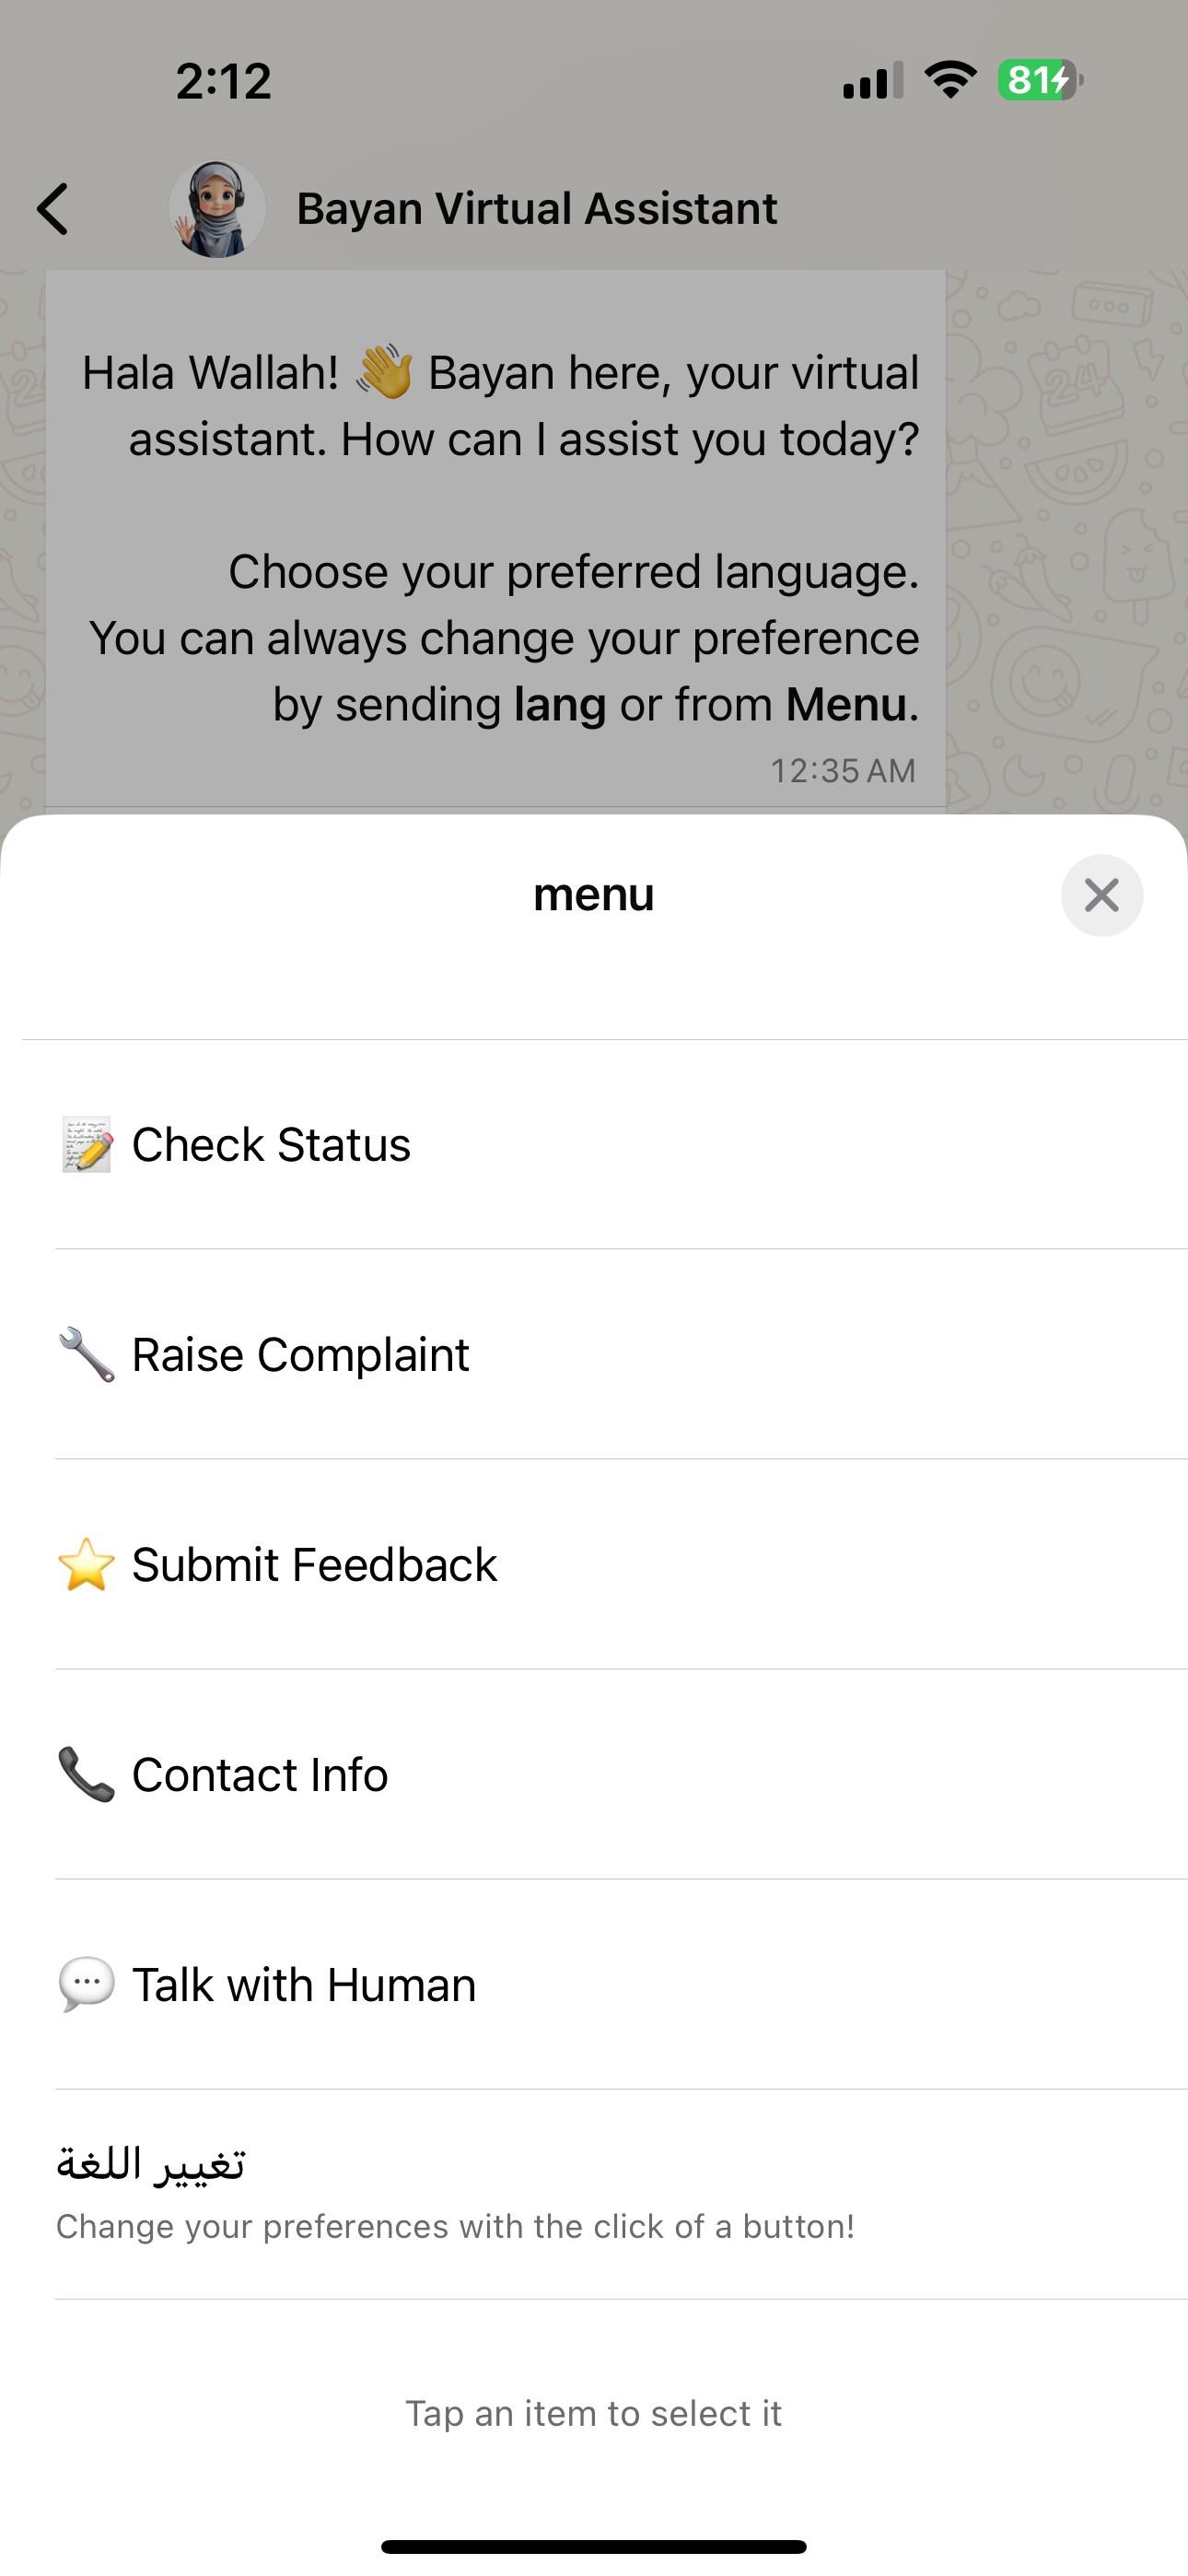 2:12
81
Bayan Virtual Assistant
Hala Wallah! 👋 Bayan here, your virtual
assistant. How can I assist you today?
Choose your preferred language.
You can always change your preference
by sending lang or from Menu.
12:35 AM
menu
📝 Check Status
🔧 Raise Complaint
⭐ Submit Feedback
📞 Contact Info
💬 Talk with Human
تغيير اللغة
Change your preferences with the click of a button!
Tap an item to select it